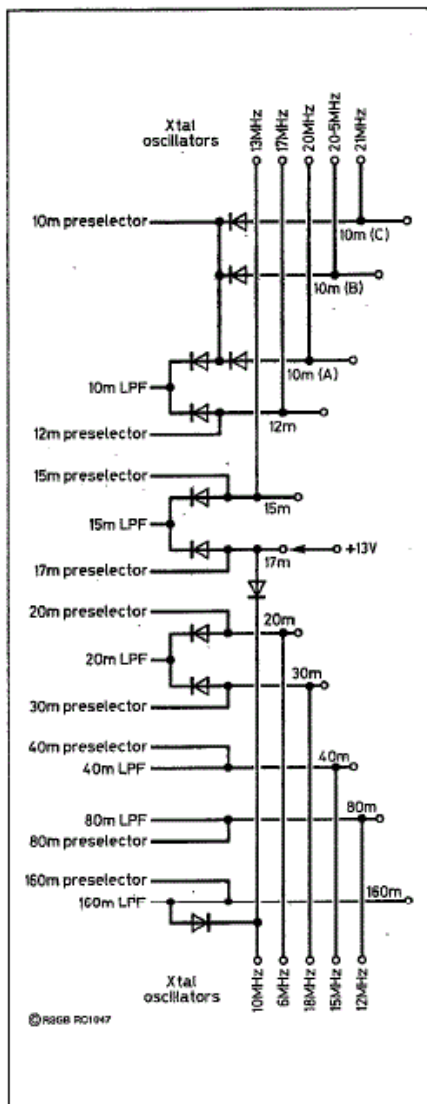 Xtal
oscillators
13MHz
17MHz
20MHz
20·5MHz
21MHz
10m preselector
10m (C)
10m (B)
10m (A)
10m LPF
12m
12m preselector
15m preselector
15m
15m LPF
17m
+13V
17m preselector
20m preselector
20m
20m LPF
30m
30m preselector
40m preselector
40m
40m LPF
80m
80m LPF
80m preselector
160m preselector
160m
160m LPF
Xtal
oscillators
10MHz
6MHz
18MHz
15MHz
12MHz
©RSGB RC1047